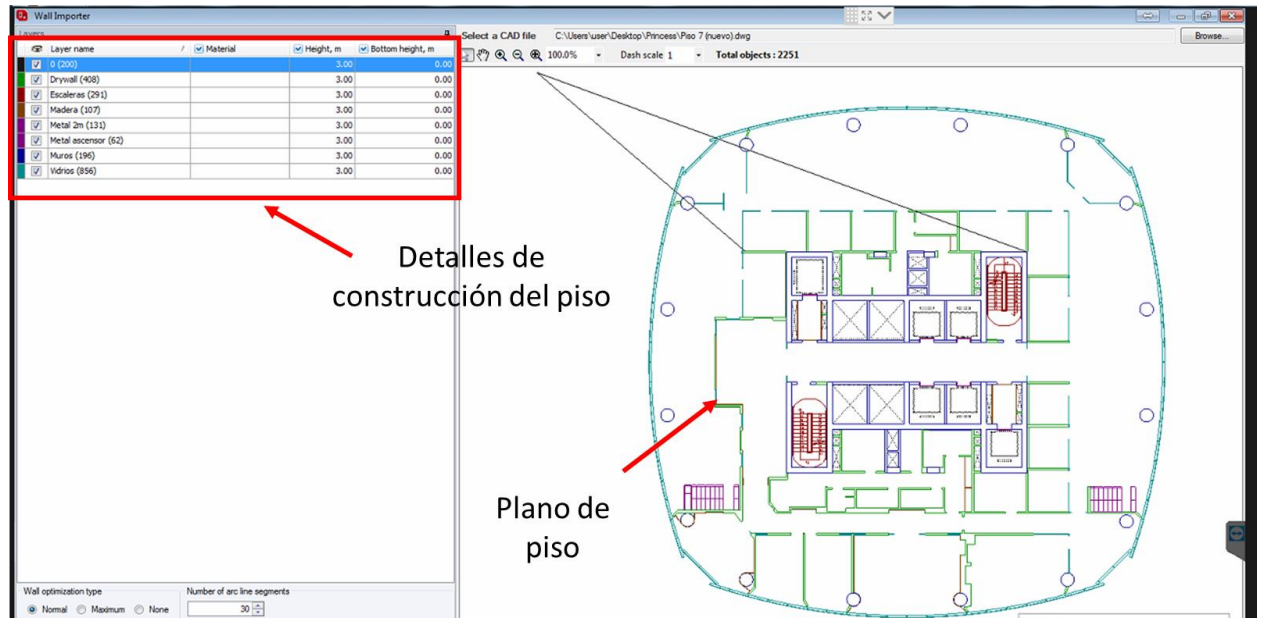 Wall Importer
Layers
Select a CAD file C:\Users\user\Desktop\Princess\Piso 7 (nuevo).dwg Browse...
Layer name / Material Height, m Bottom height, m
100.0% Dash scale 1 Total objects : 2251
0 (200) 3.00 0.00
Drywall (408) 3.00 0.00
Escaleras (291) 3.00 0.00
Madera (107) 3.00 0.00
Metal 2m (131) 3.00 0.00
Metal ascensor (62) 3.00 0.00
Muros (196) 3.00 0.00
Vidrios (856) 3.00 0.00
Detalles de
construcción del piso
Plano de
piso
Wall optimization type Number of arc line segments
Normal Maximum None 30